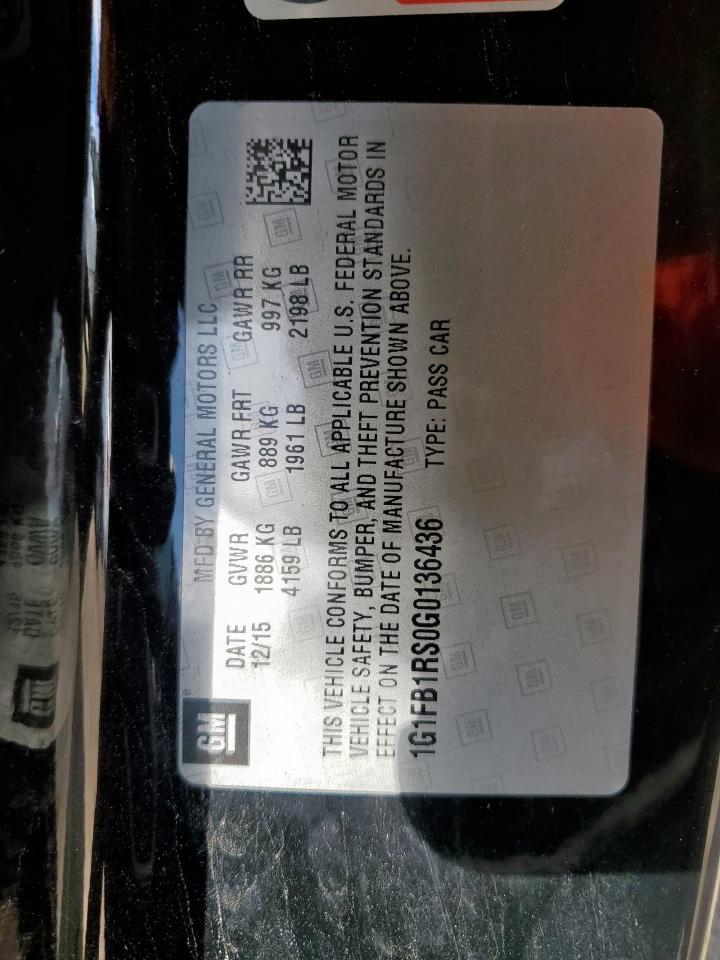 GM
MFD BY GENERAL MOTORS LLC
DATE GVWR GAWR FRT GAWR RR
12/15 1886 KG 889 KG 997 KG
4159 LB 1961 LB 2198 LB
THIS VEHICLE CONFORMS TO ALL APPLICABLE U.S. FEDERAL MOTOR
VEHICLE SAFETY, BUMPER, AND THEFT PREVENTION STANDARDS IN
EFFECT ON THE DATE OF MANUFACTURE SHOWN ABOVE.
1G1FB1RS0G0136436 TYPE: PASS CAR